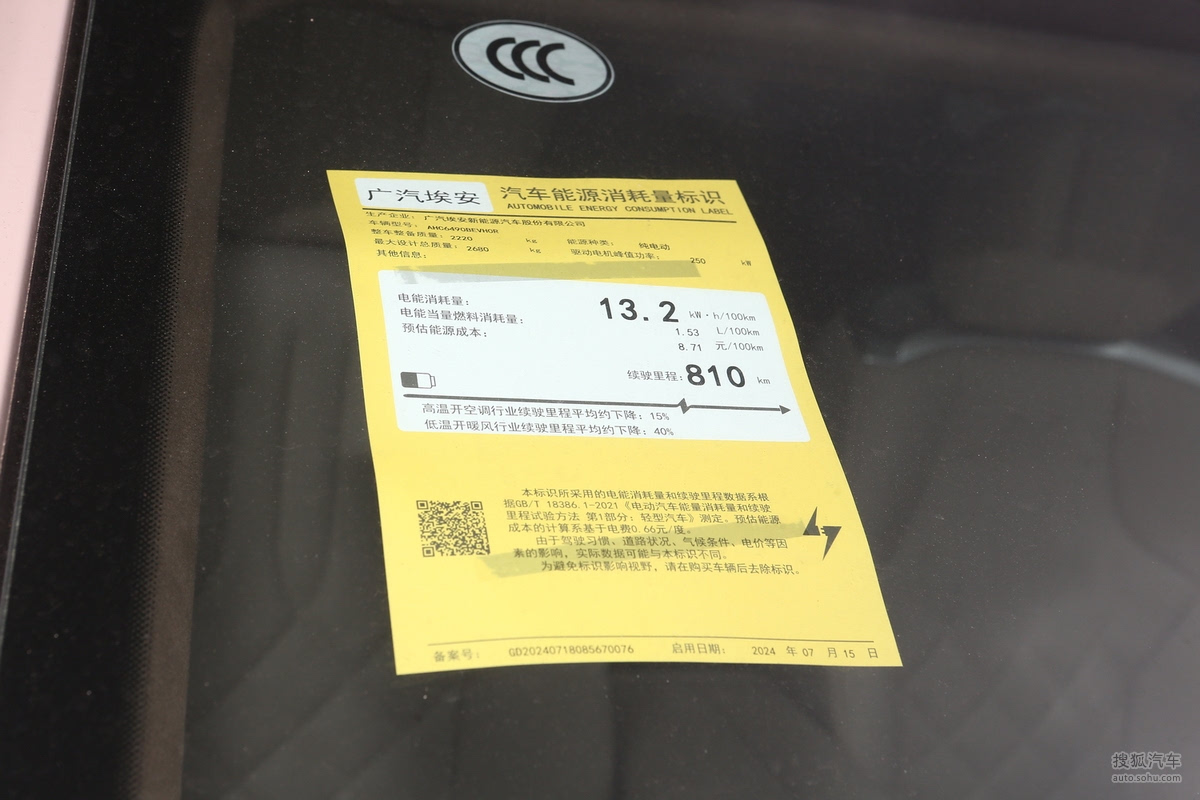 CCC
广汽埃安 汽车能源消耗量标识
AUTOMOBILE ENERGY CONSUMPTION LABEL
生产企业： 广汽埃安新能源汽车股份有限公司
车辆型号： AHC6490BEVH0R
整车整备质量： 2220 kg 能源种类： 纯电动
最大设计总质量： 2680 kg 驱动电机峰值功率： 250 kW
其他信息：
电能消耗量： 13.2 kW·h/100km
电能当量燃料消耗量： 1.53 L/100km
预估能源成本： 8.71 元/100km
续驶里程：810 km
高温开空调行业续驶里程平均约下降：15%
低温开暖风行业续驶里程平均约下降：40%
本标识所采用的电能消耗量和续驶里程数据系根
据GB/T 18386.1-2021《电动汽车能量消耗量和续驶
里程试验方法 第1部分：轻型汽车》测定。预估能源
成本的计算系基于电费0.66元/度。
由于驾驶习惯、道路状况、气候条件、电价等因
素的影响，实际数据可能与本标识不同。
为避免标识影响视野，请在购买车辆后去除标识。
备案号： GD20240718085670076 启用日期： 2024 年 07 月 15 日
搜狐汽车
auto.sohu.com